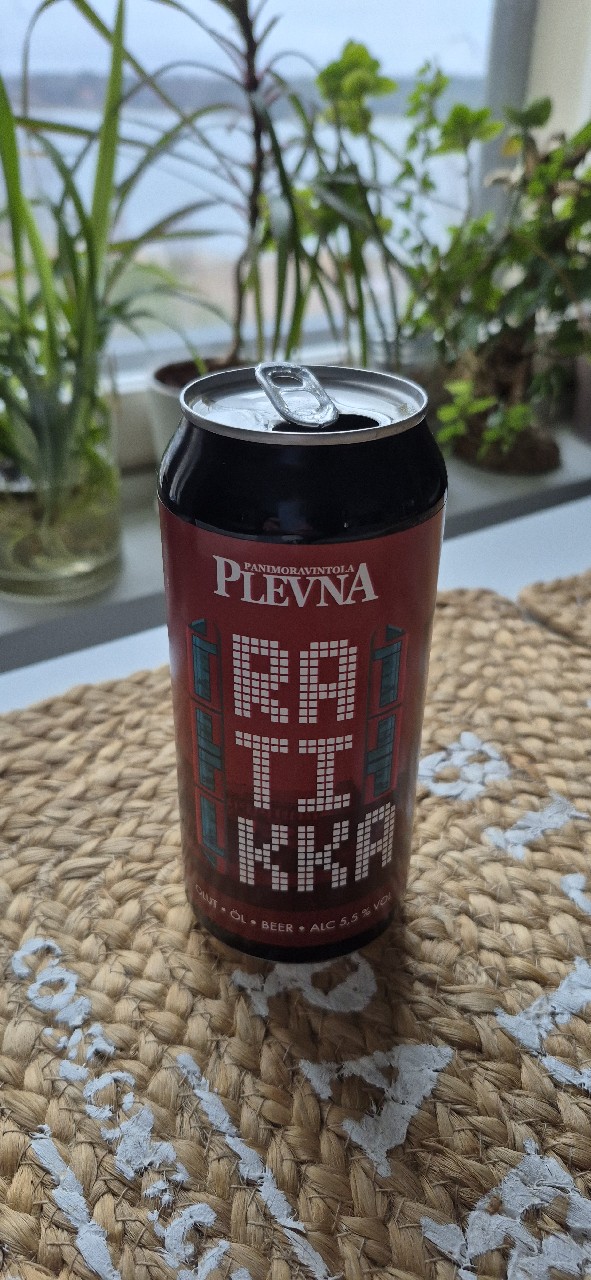 PANIMORAVINTOLA
PLEVNA
RA
TI
KKA
OLUT • ÖL • BEER • ALC 5,5 % VOL